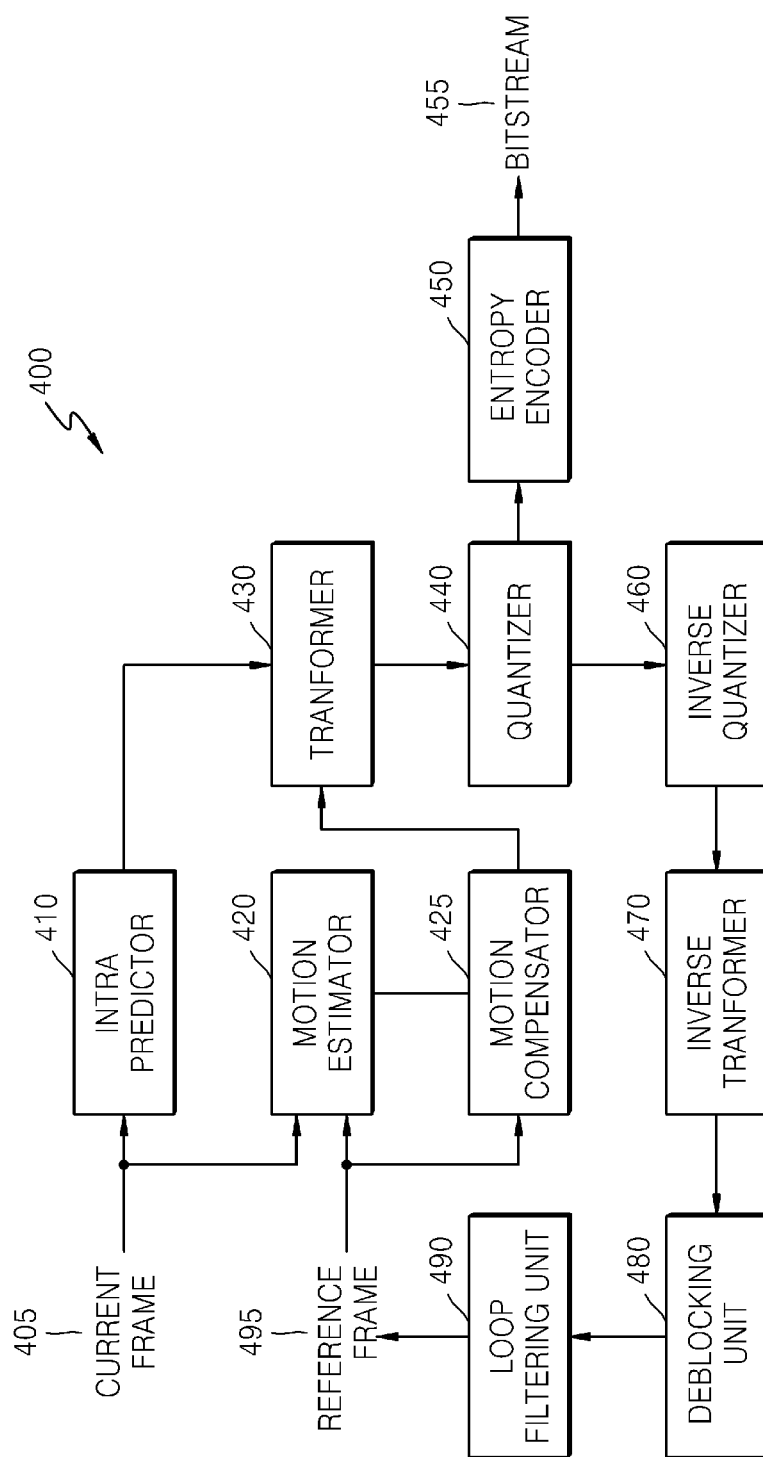 400
405
CURRENT
FRAME
410
INTRA
PREDICTOR
495
REFERENCE
FRAME
420
MOTION
ESTIMATOR
425
MOTION
COMPENSATOR
430
TRANFORMER
440
QUANTIZER
450
ENTROPY
ENCODER
455
BITSTREAM
460
INVERSE
QUANTIZER
470
INVERSE
TRANFORMER
480
DEBLOCKING
UNIT
490
LOOP
FILTERING UNIT